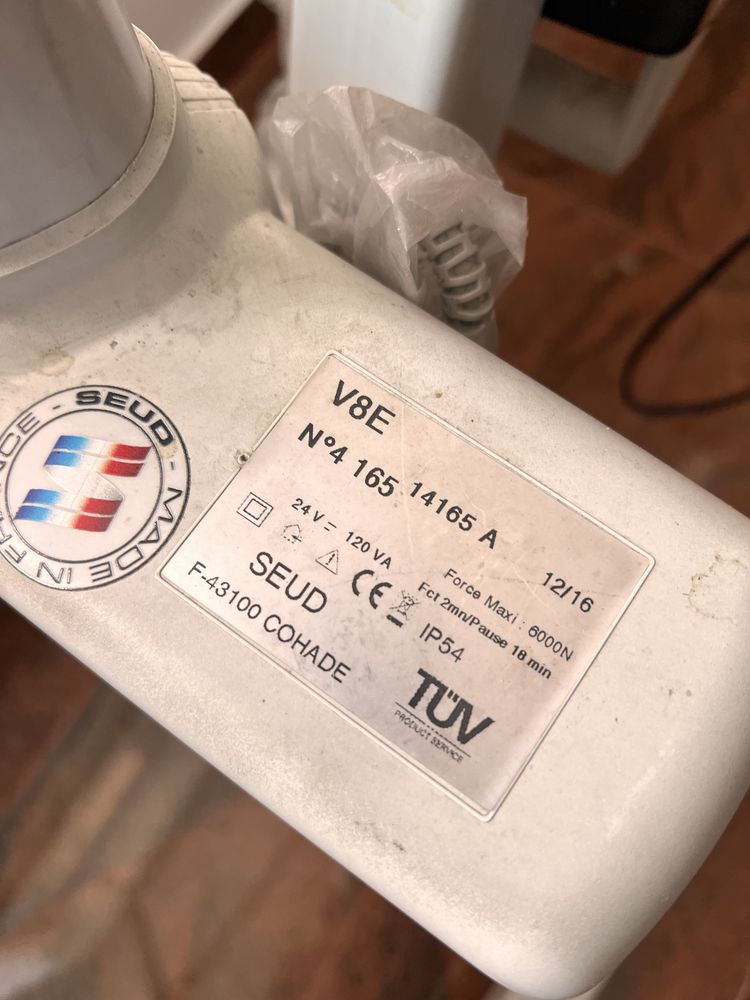 V8E
N°4 165 14165 A
12/16
24 V = 120 VA
Force Maxi : 6000N
Fct 2mn/Pause 18 min
SEUD
CE
IP54
F-43100 COHADE
TÜV
PRODUCT SERVICE
SEUD - MADE IN FRANCE -